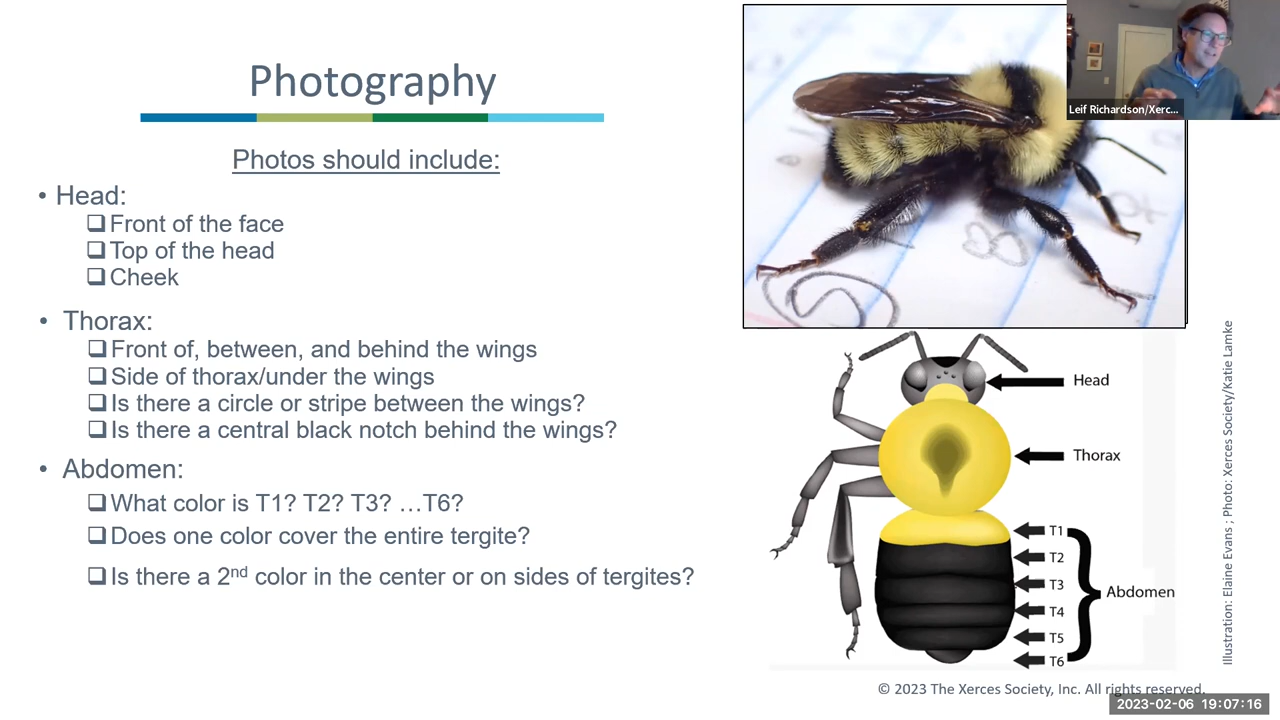 Photography
Photos should include:
• Head:
❑ Front of the face
❑ Top of the head
❑ Cheek
• Thorax:
❑ Front of, between, and behind the wings
❑ Side of thorax/under the wings
❑ Is there a circle or stripe between the wings?
❑ Is there a central black notch behind the wings?
• Abdomen:
❑ What color is T1? T2? T3? …T6?
❑ Does one color cover the entire tergite?
❑ Is there a 2nd color in the center or on sides of tergites?
Leif Richardson/Xerc...
Head
Thorax
T1
T2
T3
T4
T5
T6
Abdomen
Illustration: Elaine Evans ; Photo: Xerces Society/Katie Lamke
© 2023 The Xerces Society, Inc. All rights reserved.
2023-02-06 19:07:16